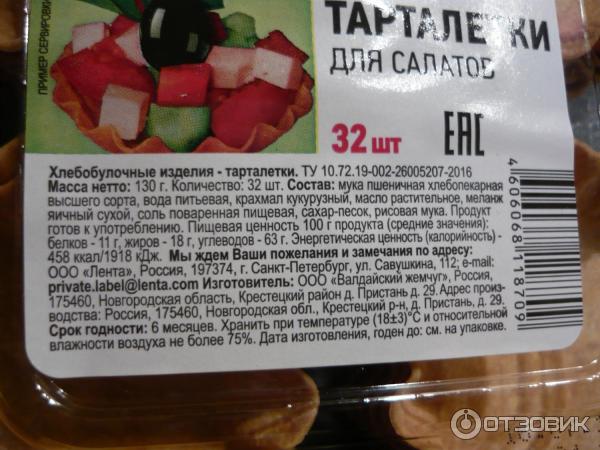 ПРИМЕР СЕРВИРОВКИ
ТАРТАЛЕТКИ
ДЛЯ САЛАТОВ
32 шт
EAC
Хлебобулочные изделия - тарталетки. ТУ 10.72.19-002-26005207-2016
Масса нетто: 130 г. Количество: 32 шт. Состав: мука пшеничная хлебопекарная
высшего сорта, вода питьевая, крахмал кукурузный, масло растительное, меланж
яичный сухой, соль поваренная пищевая, сахар-песок, рисовая мука. Продукт
готов к употреблению. Пищевая ценность 100 г продукта (средние значения):
белков - 11 г, жиров - 18 г, углеводов - 63 г. Энергетическая ценность (калорийность) -
458 ккал/1918 кДж. Мы ждем Ваши пожелания и замечания по адресу:
ООО «Лента», Россия, 197374, г. Санкт-Петербург, ул. Савушкина, 112; e-mail:
private.label@lenta.com Изготовитель: ООО «Валдайский жемчуг», Россия,
175460, Новгородская область, Крестецкий район д. Пристань д. 29. Адрес произ-
водства: Россия, 175460, Новгородская обл., Крестецкий р-н, д. Пристань, д. 29.
Срок годности: 6 месяцев. Хранить при температуре (18±3)°С и относительной
влажности воздуха не более 75%. Дата изготовления, годен до: см. на упаковке.
4 606068 118709
ОТЗОВИК